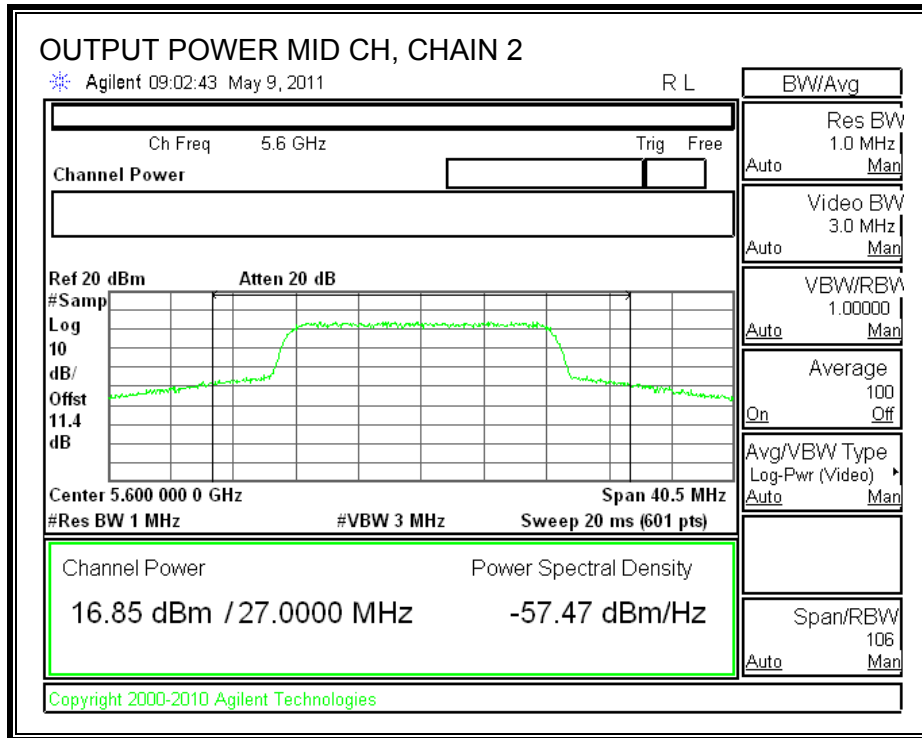 OUTPUT POWER MID CH, CHAIN 2
Agilent 09:02:43 May 9, 2011 R L
Ch Freq 5.6 GHz Trig Free
Channel Power
Ref 20 dBm Atten 20 dB
#Samp
Log
10
dB/
Offst
11.4
dB
Center 5.600 000 0 GHz Span 40.5 MHz
#Res BW 1 MHz #VBW 3 MHz Sweep 20 ms (601 pts)
Channel Power Power Spectral Density
16.85 dBm / 27.0000 MHz -57.47 dBm/Hz
Copyright 2000-2010 Agilent Technologies
BW/Avg
Res BW
1.0 MHz
Auto Man
Video BW
3.0 MHz
Auto Man
VBW/RBW
1.00000
Auto Man
Average
100
On Off
Avg/VBW Type
Log-Pwr (Video)
Auto Man
Span/RBW
106
Auto Man